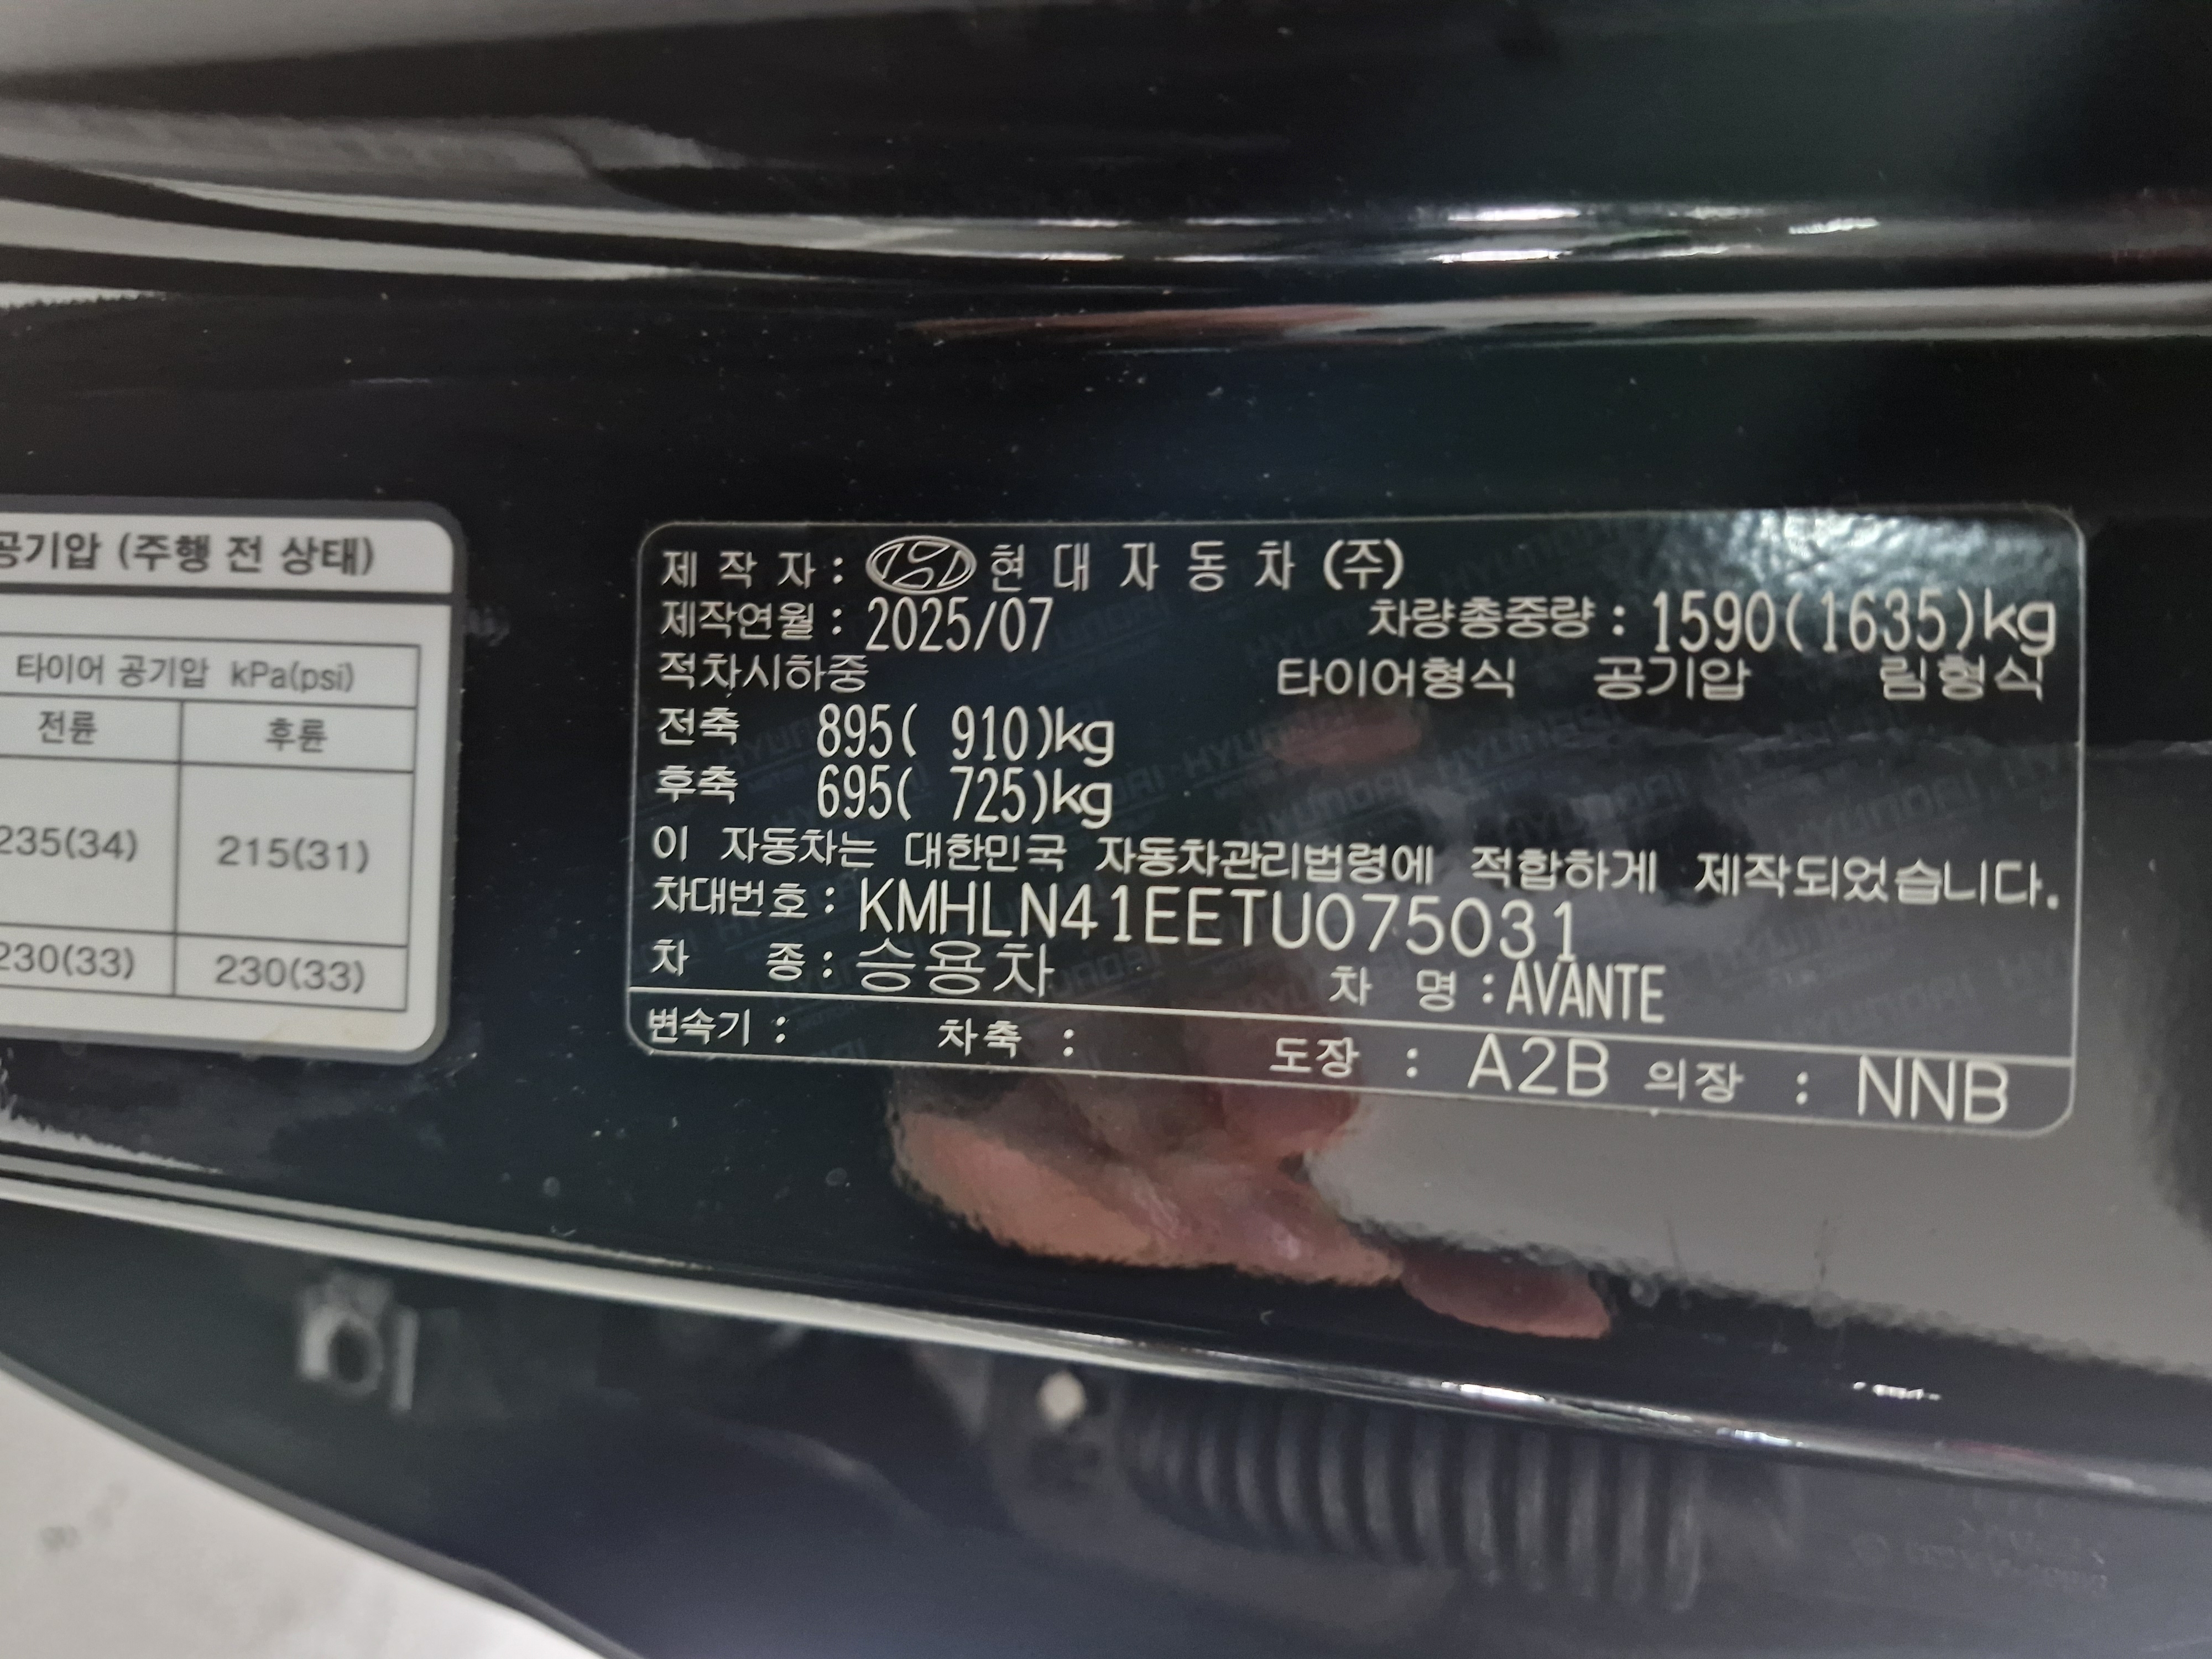 공기압 (주행 전 상태)
타이어 공기압 kPa(psi)
전륜 후륜
235(34) 215(31)
230(33) 230(33)
제 작 자 : 현 대 자 동 차 (주)
제작연월 : 2025/07 차량총중량 : 1590(1635)kg
적차시하중 타이어형식 공기압 림형식
전축 895( 910)kg
후축 695( 725)kg
이 자동차는 대한민국 자동차관리법령에 적합하게 제작되었습니다.
차대번호 : KMHLN41EETU075031
차 종 : 승용차 차 명 : AVANTE
변속기 : 차축 : 도장 : A2B 의장 : NNB